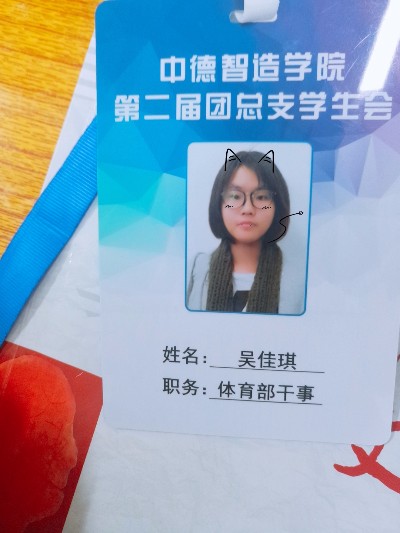 中德智造学院
第二届团总支学生会
姓名：吴佳琪
职务：体育部干事